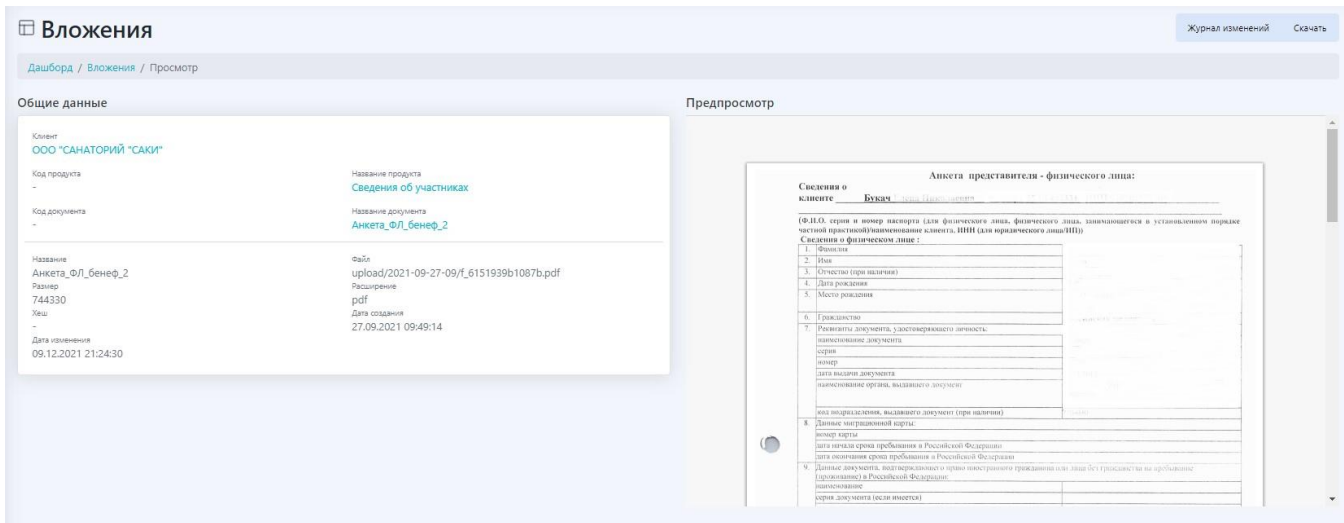 Вложения
Журнал изменений
Скачать
Дашборд / Вложения / Просмотр
Общие данные
Клиент
ООО "САНАТОРИЙ "САКИ"
Код продукта
-
Название продукта
Сведения об участниках
Код документа
-
Название документа
Анкета_ФЛ_бенеф_2
Название
Анкета_ФЛ_бенеф_2
Файл
upload/2021-09-27-09/f_6151939b1087b.pdf
Размер
744330
Расширение
pdf
Хеш
-
Дата создания
27.09.2021 09:49:14
Дата изменения
09.12.2021 21:24:30
Предпросмотр
Анкета представителя - физического лица:
Сведения о
клиенте Букач
(Ф.И.О. серия и номер паспорта (для физического лица, физического лица, занимающегося в установленном порядке
частной практикой)/наименование клиента, ИНН (для юридического лица/ИП))
Сведения о физическом лице :
1. Фамилия
2. Имя
3. Отчество (при наличии)
4. Дата рождения
5. Место рождения
6. Гражданство
7. Реквизиты документа, удостоверяющего личность:
наименование документа
серия
номер
дата выдачи документа
наименование органа, выдавшего документ
код подразделения, выдавшего документ (при наличии)
8. Данные миграционной карты:
номер карты
дата начала срока пребывания в Российской Федерации
дата окончания срока пребывания в Российской Федерации
9. Данные документа, подтверждающего право иностранного гражданина или лица без гражданства на пребывание
(проживание) в Российской Федерации:
наименование
серия документа (если имеется)